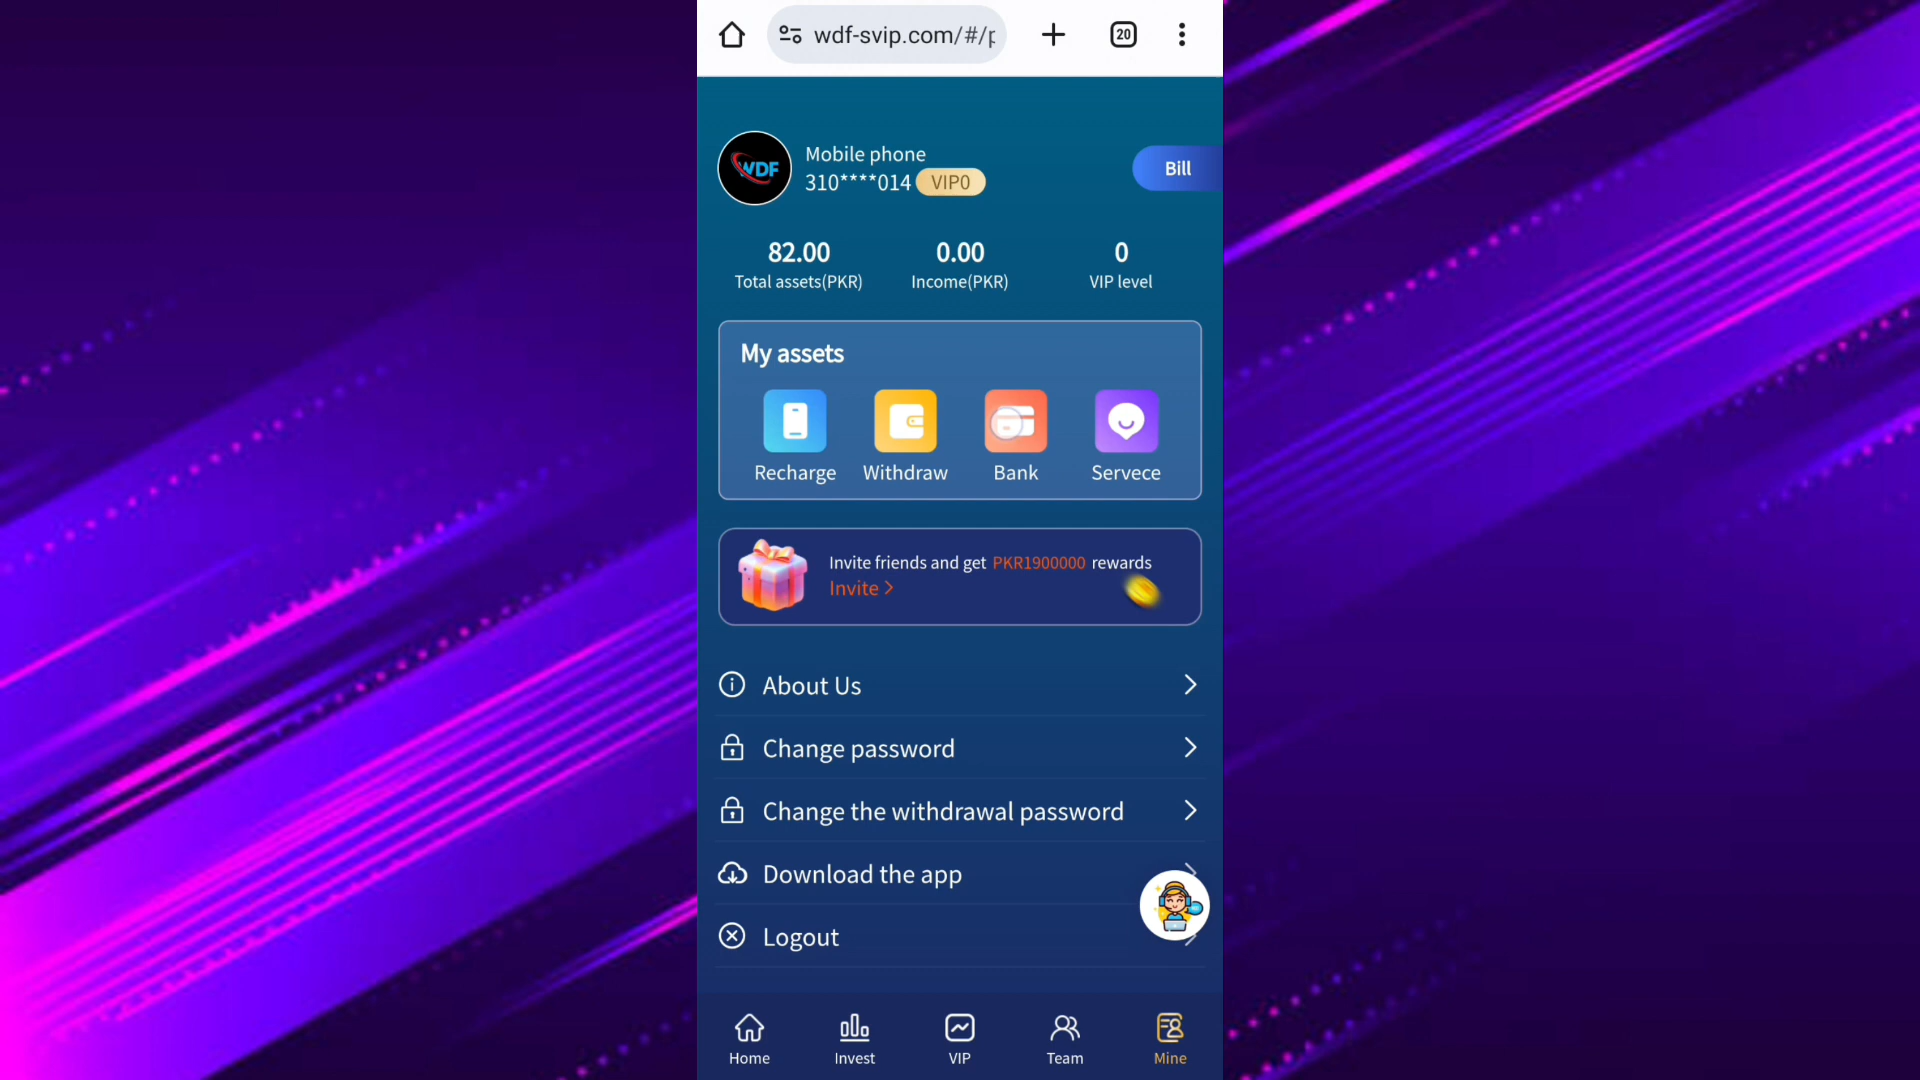 wdf-svip.com/#/p
20
WDF
Mobile phone
310****014 VIP0
Bill
82.00 0.00 0
Total assets(PKR) Income(PKR) VIP level
My assets
Recharge Withdraw Bank Servece
Invite friends and get PKR1900000 rewards
Invite >
About Us
Change password
Change the withdrawal password
Download the app
Logout
Home Invest VIP Team Mine